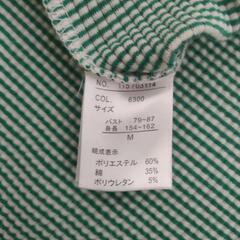 NO.
COL. 6300
サイズ
バスト 79-87
身長 154-162
M
組成表示
ポリエステル 60%
綿 35%
ポリウレタン 5%